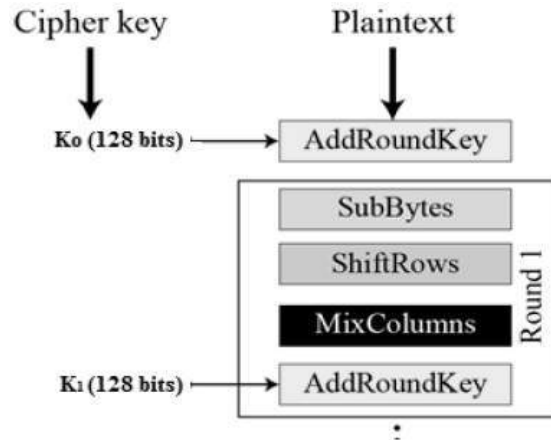 Cipher key
Plaintext
K0 (128 bits)
AddRoundKey
SubBytes
ShiftRows
MixColumns
Round 1
K1 (128 bits)
AddRoundKey